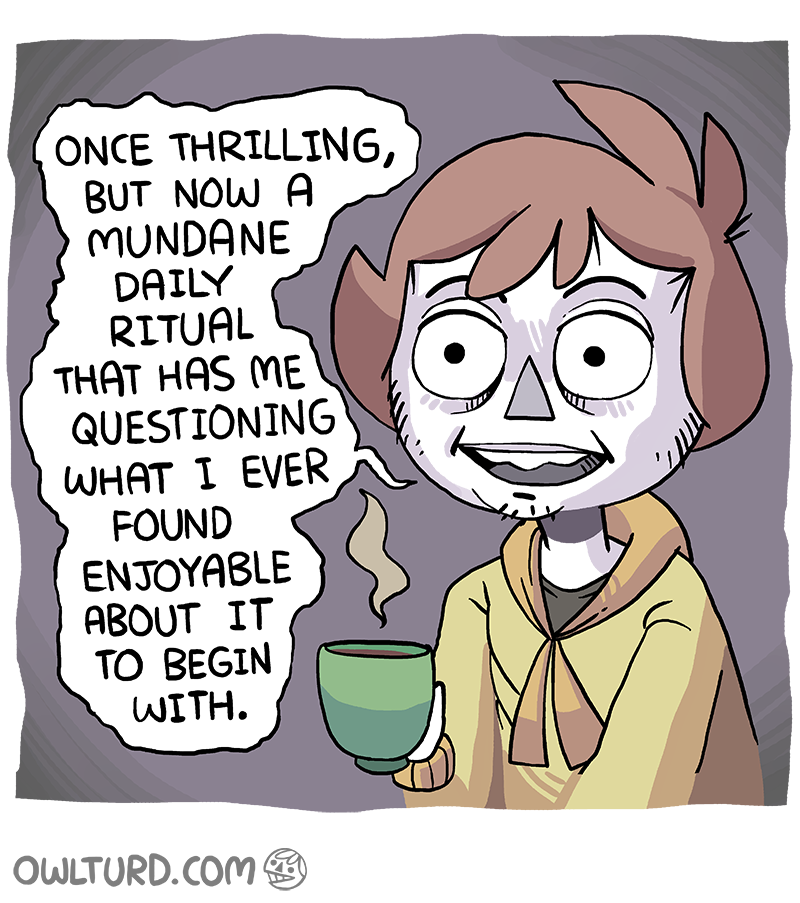 ONCE THRILLING,
BUT NOW A
MUNDANE
DAILY
RITUAL
THAT HAS ME
QUESTIONING
WHAT I EVER
FOUND
ENJOYABLE
ABOUT IT
TO BEGIN
WITH.
OWLTURD.COM